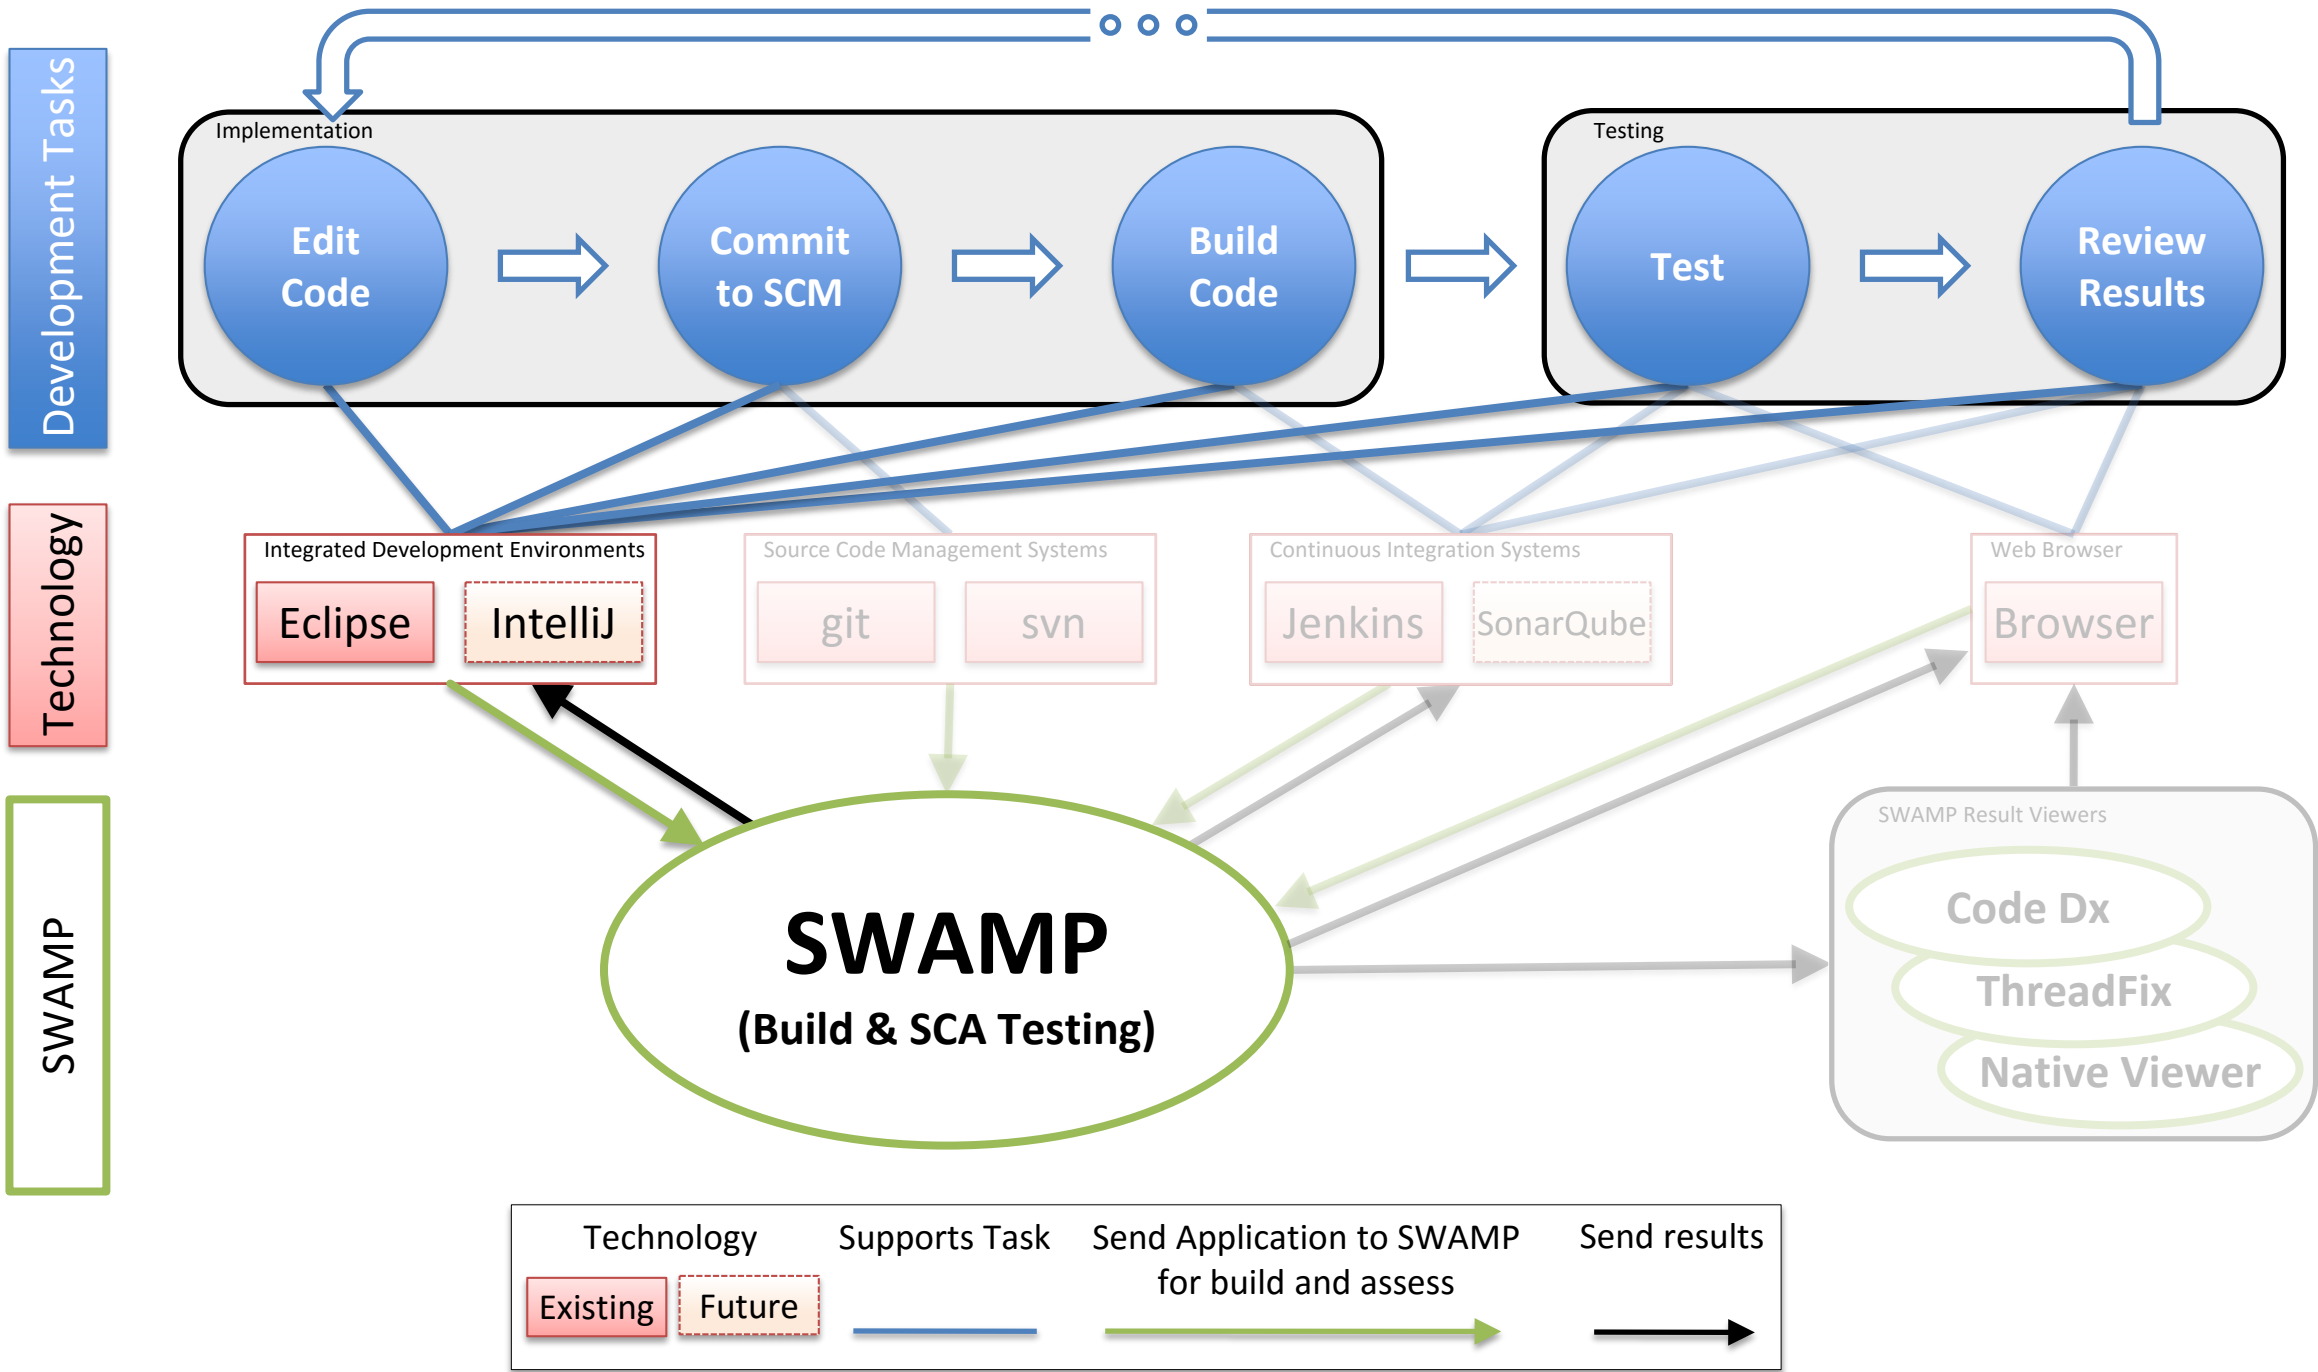 Development Tasks
Implementation
Edit
Code
Commit
to SCM
Build
Code
Testing
Test
Review
Results
Technology
Integrated Development Environments
Eclipse
IntelliJ
Source Code Management Systems
git
svn
Continuous Integration Systems
Jenkins
SonarQube
Web Browser
Browser
SWAMP
SWAMP
(Build & SCA Testing)
SWAMP Result Viewers
Code Dx
ThreadFix
Native Viewer
Technology
Existing
Future
Supports Task
Send Application to SWAMP
for build and assess
Send results